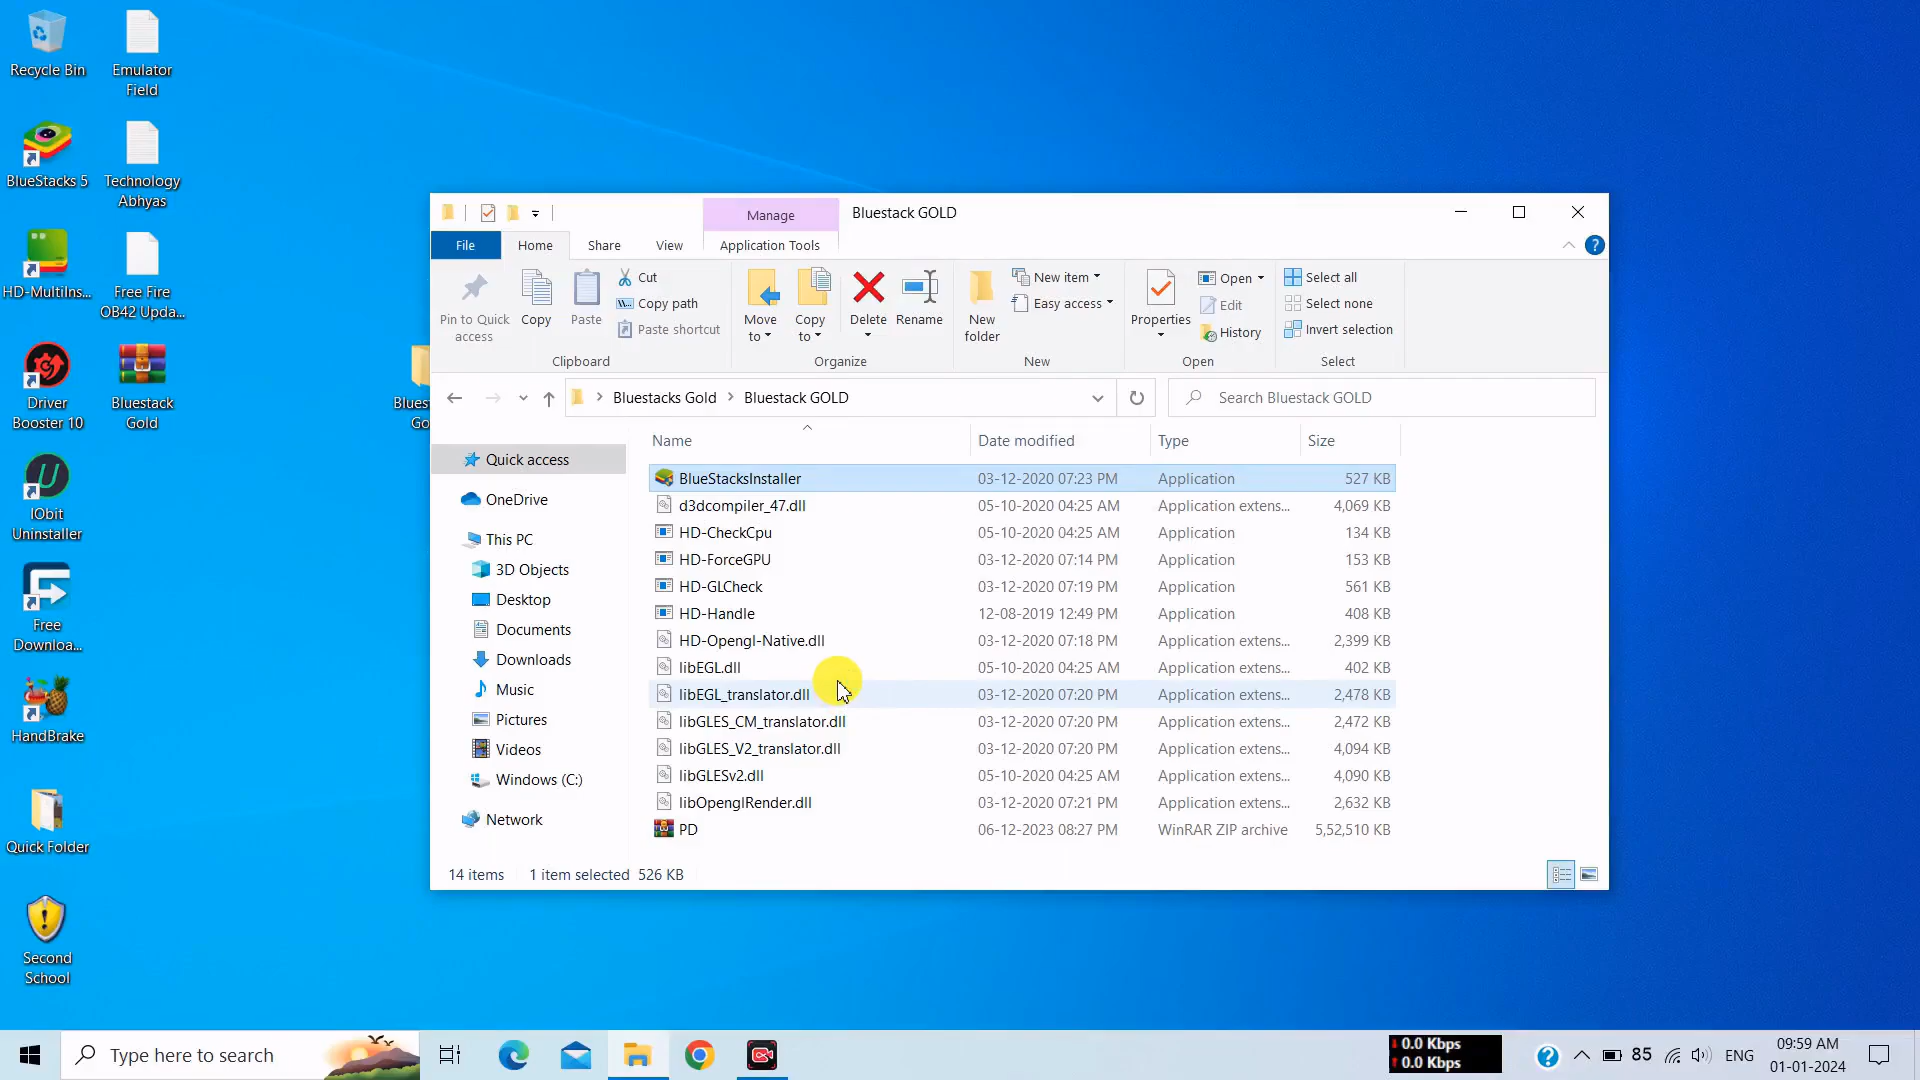 Recycle Bin
Emulator
Field
BlueStacks 5
Technology
Abhyas
HD-MultiIns...
Free Fire
OB42 Upda...
Driver
Booster 10
Bluestack
Gold
IObit
Uninstaller
Free
Downloa...
HandBrake
Quick Folder
Second
School
Manage
Bluestack GOLD
File
Home
Share
View
Application Tools
Pin to Quick
access
Copy
Paste
Cut
Copy path
Paste shortcut
Clipboard
Move
to
Copy
to
Delete
Rename
Organize
New
folder
New item
Easy access
New
Properties
Open
Edit
History
Open
Select all
Select none
Invert selection
Select
Bluestacks Gold
Bluestack GOLD
Search Bluestack GOLD
Quick access
OneDrive
This PC
3D Objects
Desktop
Documents
Downloads
Music
Pictures
Videos
Windows (C:)
Network
Name Date modified Type Size
BlueStacksInstaller 03-12-2020 07:23 PM Application 527 KB
d3dcompiler_47.dll 05-10-2020 04:25 AM Application extens... 4,069 KB
HD-CheckCpu 05-10-2020 04:25 AM Application 134 KB
HD-ForceGPU 03-12-2020 07:14 PM Application 153 KB
HD-GLCheck 03-12-2020 07:19 PM Application 561 KB
HD-Handle 12-08-2019 12:49 PM Application 408 KB
HD-Opengl-Native.dll 03-12-2020 07:18 PM Application extens... 2,399 KB
libEGL.dll 05-10-2020 04:25 AM Application extens... 402 KB
libEGL_translator.dll 03-12-2020 07:20 PM Application extens... 2,478 KB
libGLES_CM_translator.dll 03-12-2020 07:20 PM Application extens... 2,472 KB
libGLES_V2_translator.dll 03-12-2020 07:20 PM Application extens... 4,094 KB
libGLESv2.dll 05-10-2020 04:25 AM Application extens... 4,090 KB
libOpenglRender.dll 03-12-2020 07:21 PM Application extens... 2,632 KB
PD 06-12-2023 08:27 PM WinRAR ZIP archive 5,52,510 KB
14 items 1 item selected 526 KB
Blues
Go
Type here to search
0.0 Kbps
0.0 Kbps
85
ENG
09:59 AM
01-01-2024